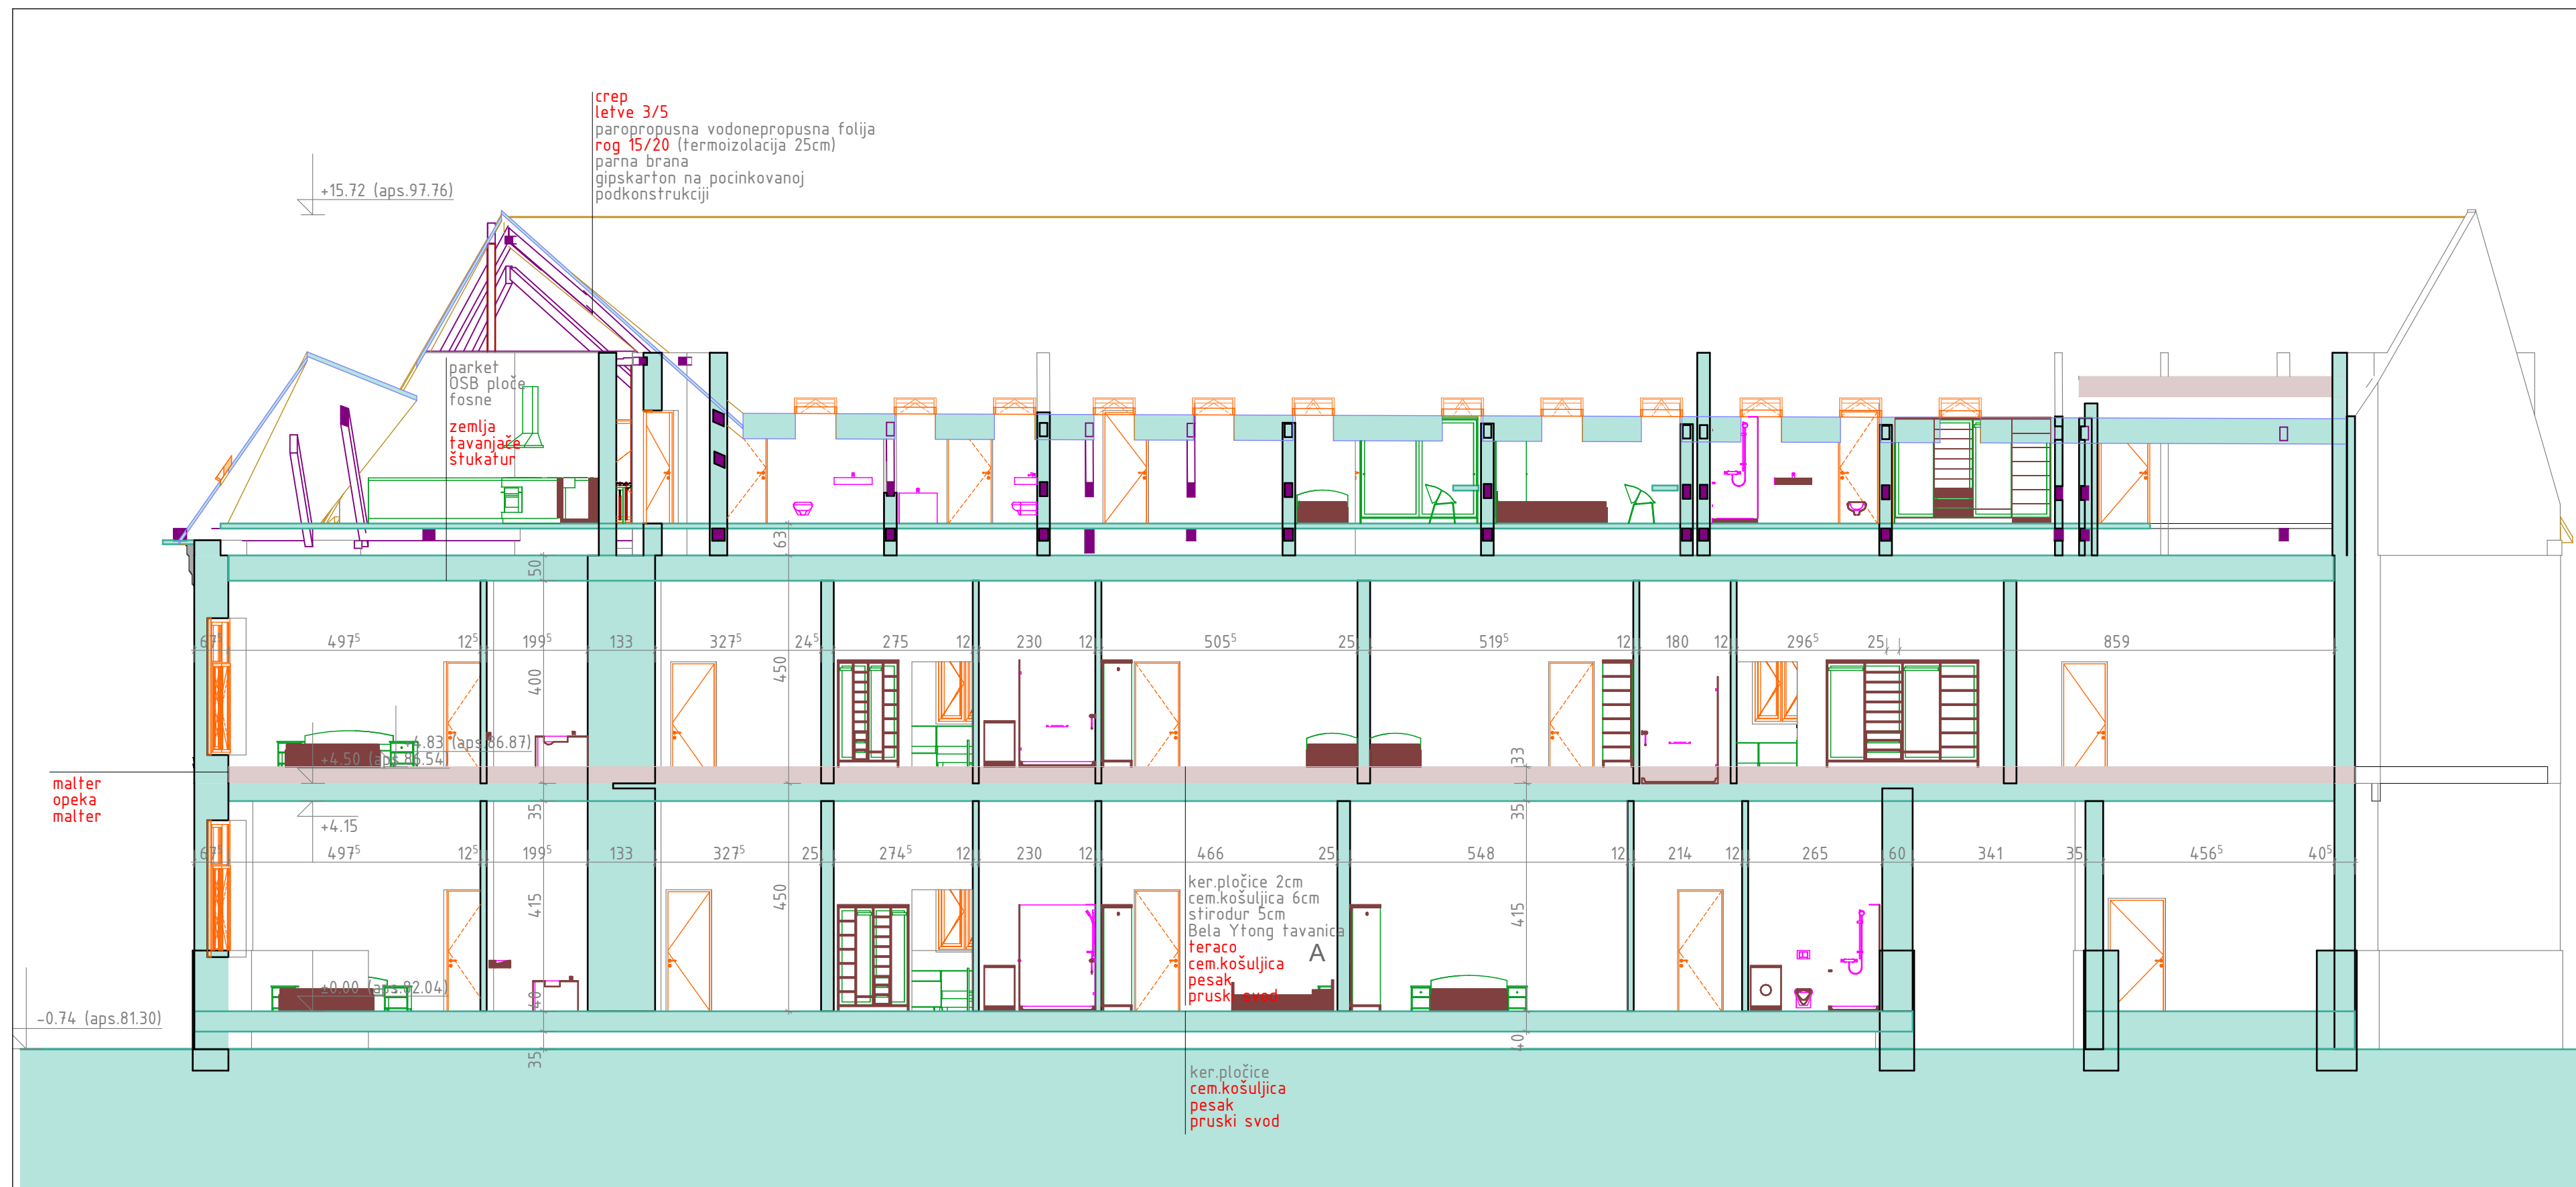 crep
letve 3/5
paropropusna vodonepropusna folija
rog 15/20 (termoizolacija 25cm)
parna brana
gipskarton na pocinkovanoj
podkonstrukciji
+15.72 (aps.97.76)
parket
OSB ploče
fosne
zemlja
tavanjače
štukatur
63
50
67⁵ 497⁵ 12⁵ 199⁵ 133 327⁵ 24⁵ 275 12 230 12 505⁵ 25 519⁵ 12 180 12 296⁵ 25 859
400
450
+4.83 (aps.86.87)
+4.50 (aps.86.54
33
malter
opeka
malter
35
35
+4.15
67⁵ 497⁵ 12⁵ 199⁵ 133 327⁵ 25 274⁵ 12 230 12 466 25 548 12 214 12 265 60 341 35 456⁵ 40⁵
415
450
415
ker.pločice 2cm
cem.košuljica 6cm
stirodur 5cm
Bela Ytong tavanica
teraco
cem.košuljica
pesak
pruski svod
A
±0.00 (aps.82.04)
40
-0.74 (aps.81.30)
35
40
ker.pločice
cem.košuljica
pesak
pruski svod